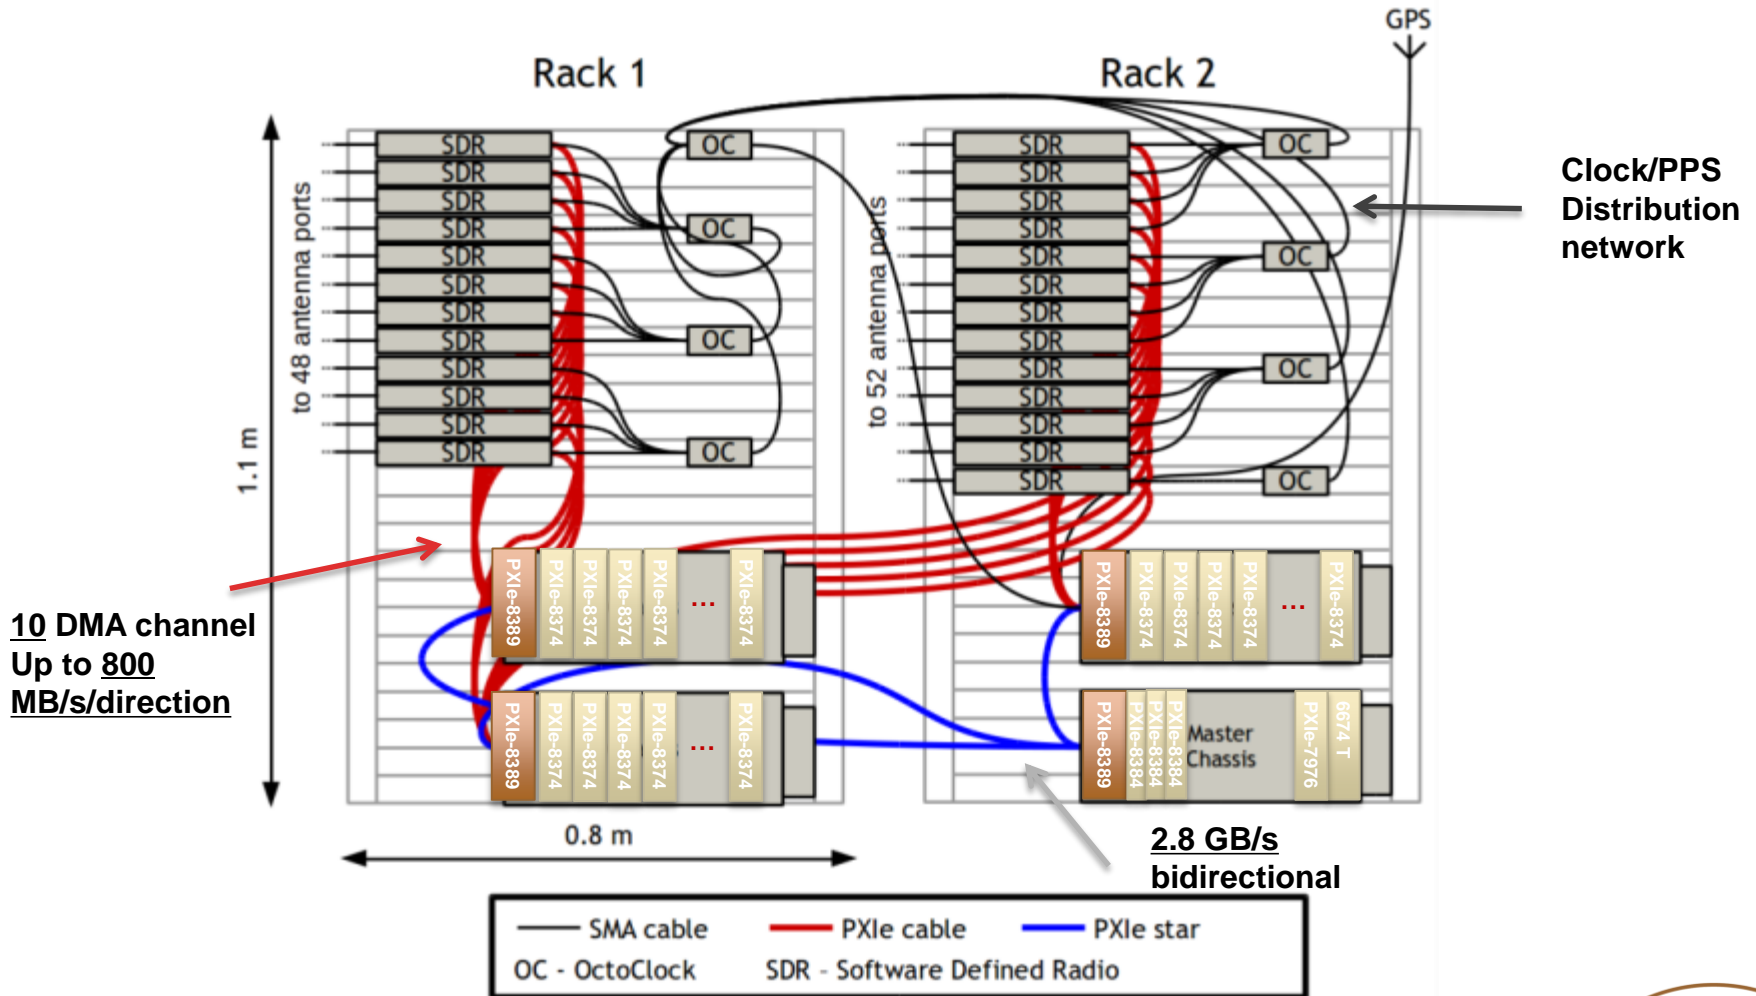 GPS
Rack 1
Rack 2
SDR
SDR
SDR
SDR
SDR
SDR
SDR
SDR
SDR
SDR
SDR
SDR
OC
OC
OC
OC
to 48 antenna ports
1.1 m
SDR
SDR
SDR
SDR
SDR
SDR
SDR
SDR
SDR
SDR
SDR
SDR
SDR
OC
OC
OC
OC
to 52 antenna ports
Clock/PPS
Distribution
network
10 DMA channel
Up to 800
MB/s/direction
PXIe-8389
PXIe-8374
PXIe-8374
PXIe-8374
PXIe-8374
...
PXIe-8374
PXIe-8389
PXIe-8374
PXIe-8374
PXIe-8374
PXIe-8374
...
PXIe-8374
PXIe-8389
PXIe-8374
PXIe-8374
PXIe-8374
PXIe-8374
...
PXIe-8374
PXIe-8389
PXIe-8384
PXIe-8384
PXIe-8384
Master
Chassis
PXIe-7976
6674 T
0.8 m
2.8 GB/s
bidirectional
SMA cable
PXIe cable
PXIe star
OC - OctoClock
SDR - Software Defined Radio